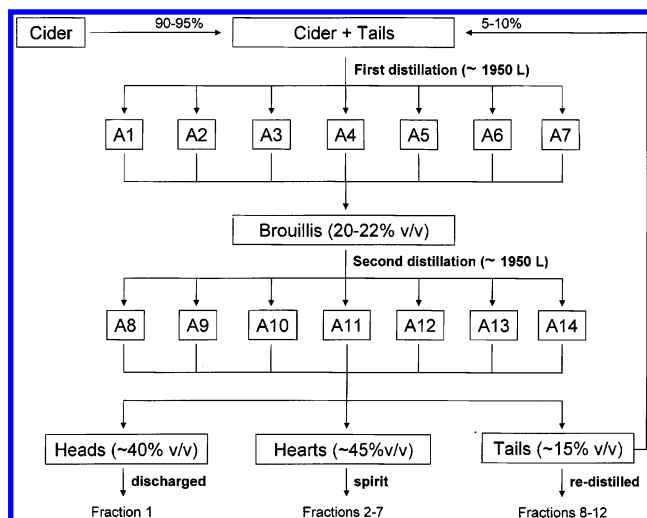 Cider
90-95%
Cider + Tails
5-10%
First distillation (~ 1950 L)
A1 A2 A3 A4 A5 A6 A7
Brouillis (20-22% v/v)
Second distillation (~ 1950 L)
A8 A9 A10 A11 A12 A13 A14
Heads (~40% v/v) Hearts (~45%v/v) Tails (~15% v/v)
discharged spirit re-distilled
Fraction 1 Fractions 2-7 Fractions 8-12